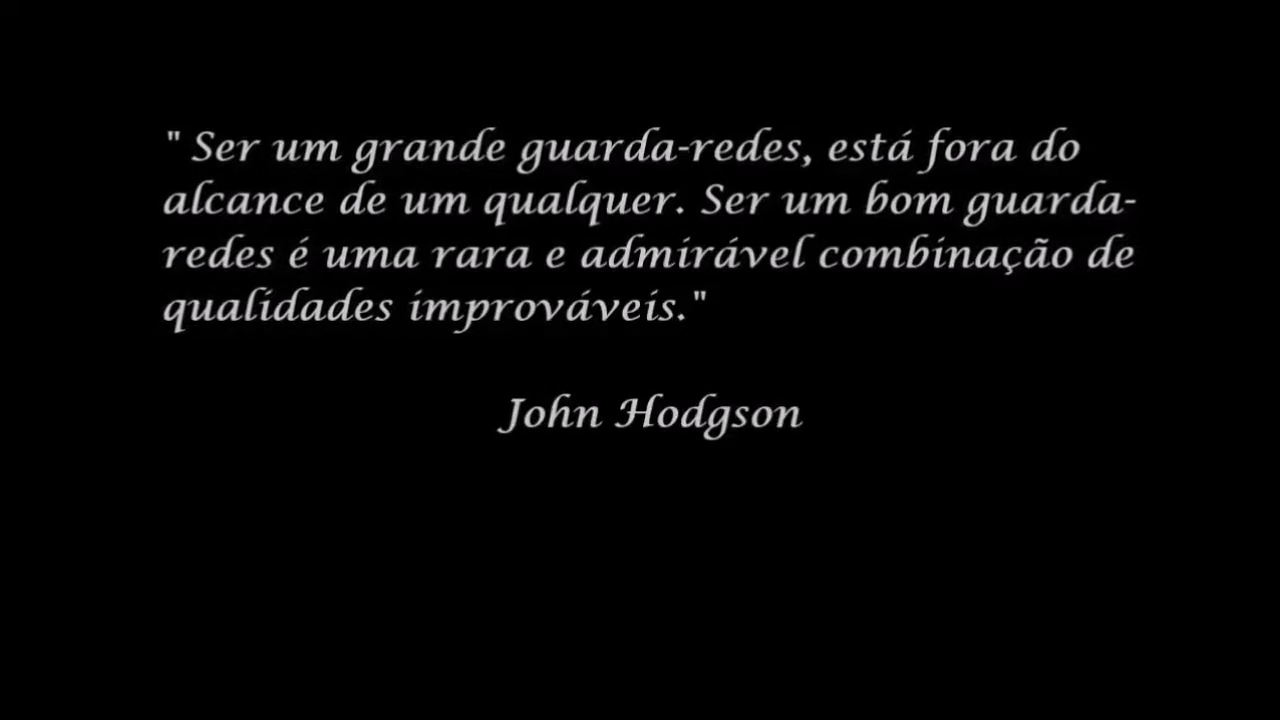 " Ser um grande guarda-redes, está fora do
alcance de um qualquer. Ser um bom guarda-
redes é uma rara e admirável combinação de
qualidades improváveis."
John Hodgson